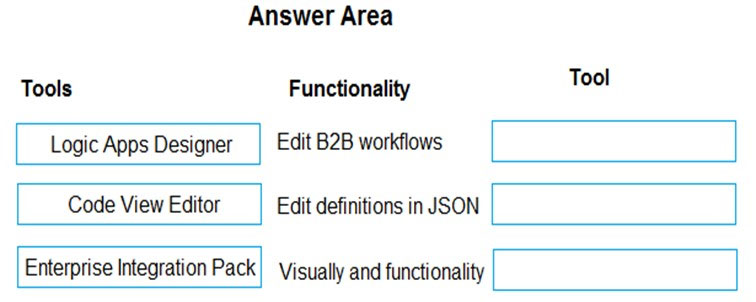 Answer Area
Tools Functionality Tool
Logic Apps Designer Edit B2B workflows
Code View Editor Edit definitions in JSON
Enterprise Integration Pack Visually and functionality